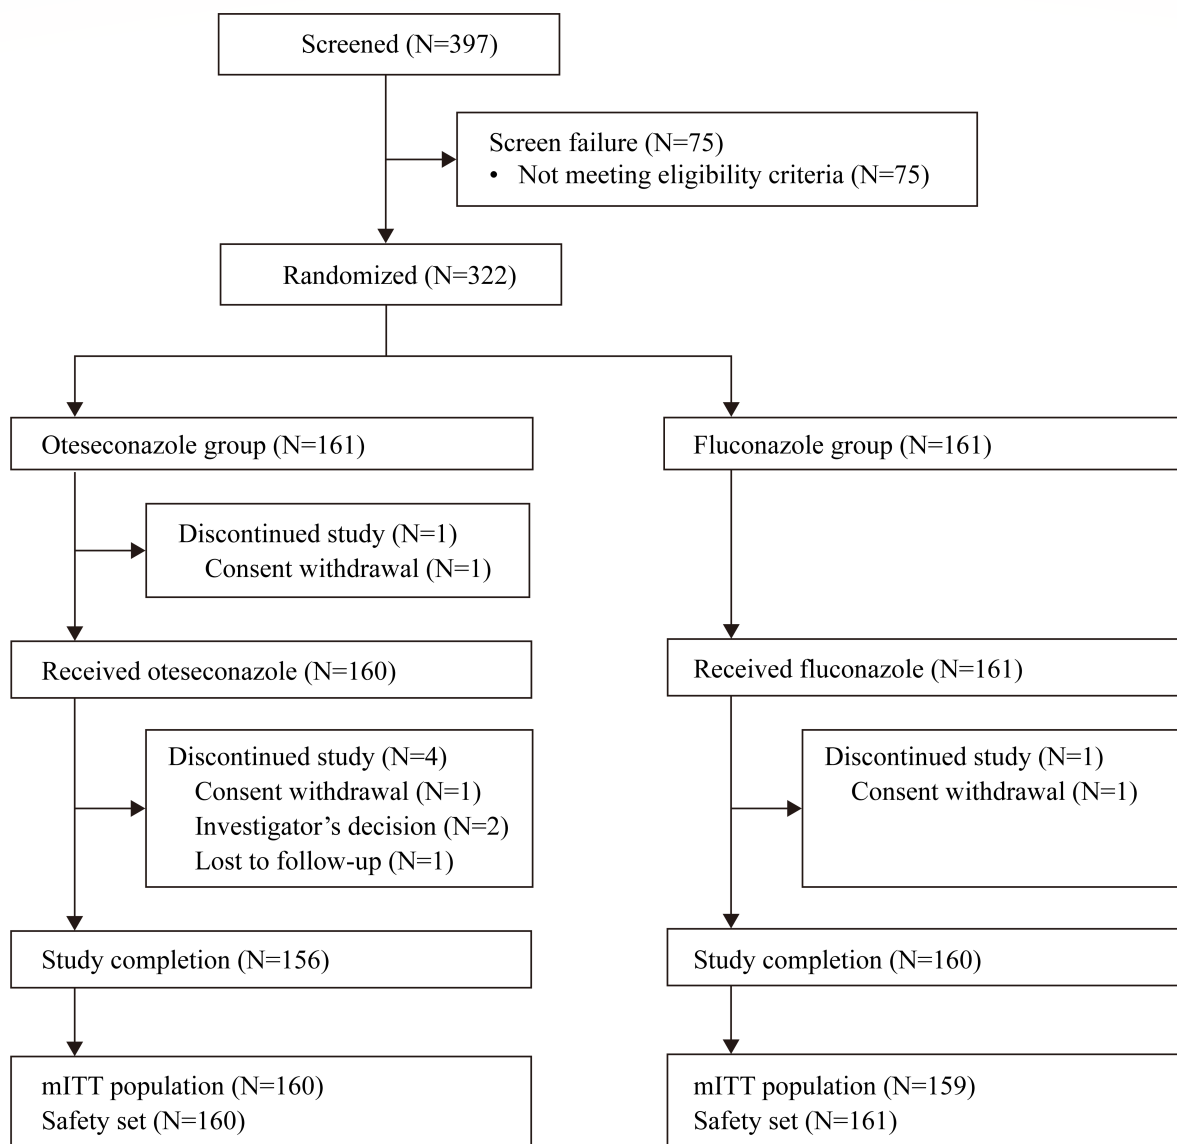 Screened (N=397)
Screen failure (N=75)
• Not meeting eligibility criteria (N=75)
Randomized (N=322)
Oteseconazole group (N=161)
Fluconazole group (N=161)
Discontinued study (N=1)
Consent withdrawal (N=1)
Received oteseconazole (N=160)
Received fluconazole (N=161)
Discontinued study (N=4)
Consent withdrawal (N=1)
Investigator’s decision (N=2)
Lost to follow-up (N=1)
Discontinued study (N=1)
Consent withdrawal (N=1)
Study completion (N=156)
Study completion (N=160)
mITT population (N=160)
Safety set (N=160)
mITT population (N=159)
Safety set (N=161)